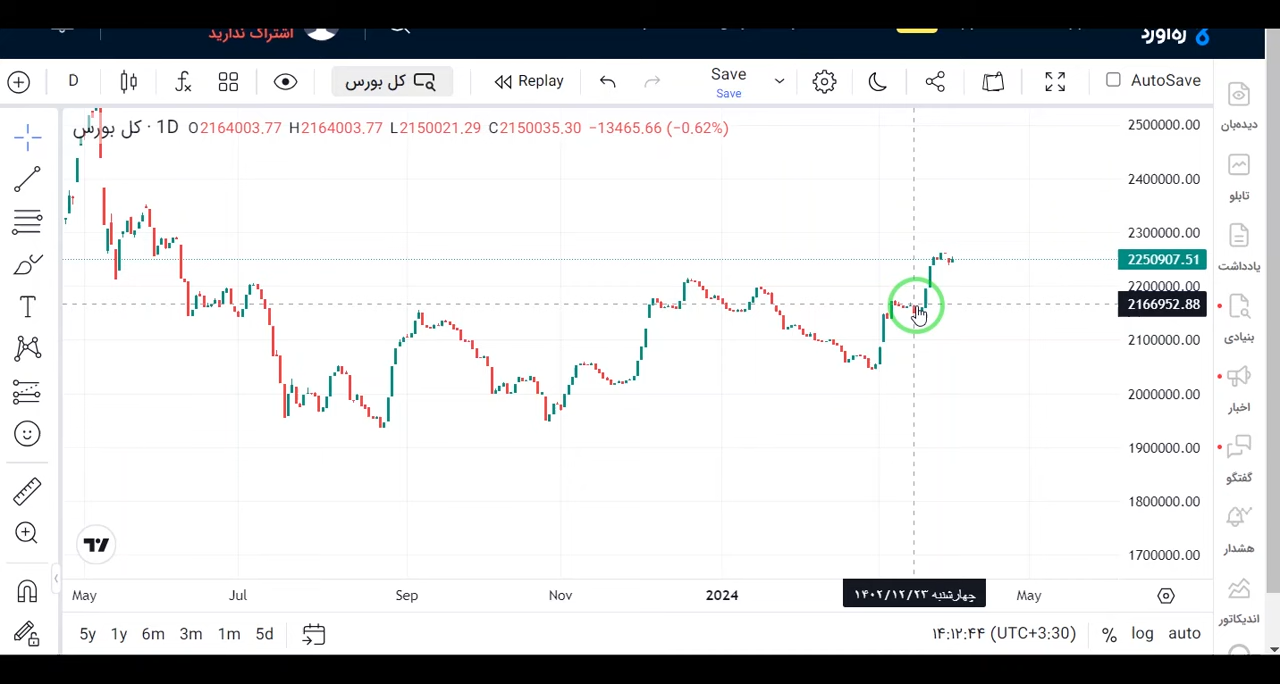 اشتراک ندارید
ره‌آورد
D
کل بورس
Replay
Save
Save
AutoSave
کل بورس · 1D O2164003.77 H2164003.77 L2150021.29 C2150035.30 −13465.66 (−0.62%)
2500000.00
2400000.00
2300000.00
2250907.51
2200000.00
2166952.88
2100000.00
2000000.00
1900000.00
1800000.00
1700000.00
دیده‌بان
تابلو
یادداشت
بنیادی
اخبار
گفتگو
هشدار
اندیکاتور
May Jul Sep Nov 2024 چهارشنبه ۱۴۰۲/۱۲/۲۳ May
5y 1y 6m 3m 1m 5d
۱۴:۱۲:۴۴ (UTC+3:30) % log auto